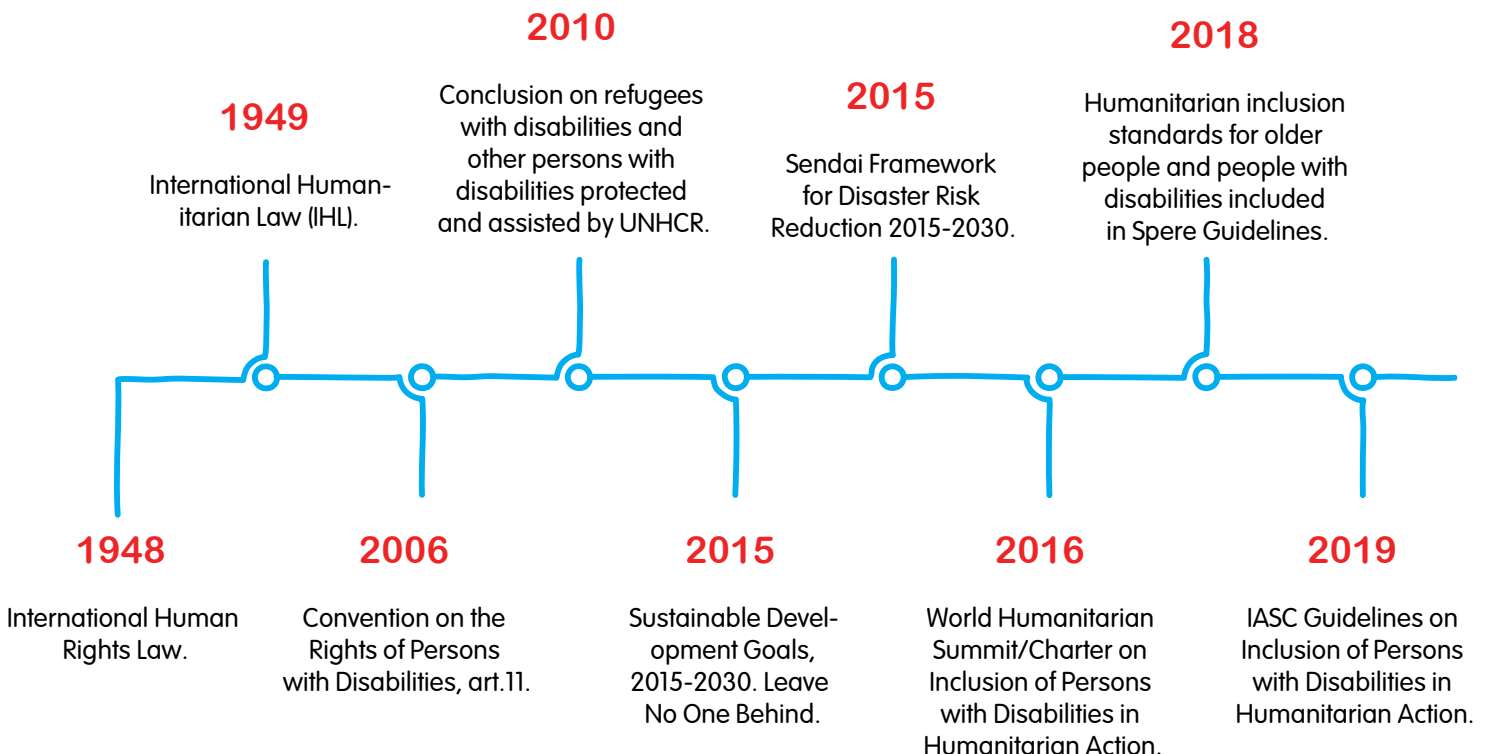 1948
International Human
Rights Law.
1949
International Human-
itarian Law (IHL).
2006
Convention on the
Rights of Persons
with Disabilities, art.11.
2010
Conclusion on refugees
with disabilities and
other persons with
disabilities protected
and assisted by UNHCR.
2015
Sustainable Devel-
opment Goals,
2015-2030. Leave
No One Behind.
2015
Sendai Framework
for Disaster Risk
Reduction 2015-2030.
2016
World Humanitarian
Summit/Charter on
Inclusion of Persons
with Disabilities in
Humanitarian Action.
2018
Humanitarian inclusion
standards for older
people and people with
disabilities included
in Spere Guidelines.
2019
IASC Guidelines on
Inclusion of Persons
with Disabilities in
Humanitarian Action.